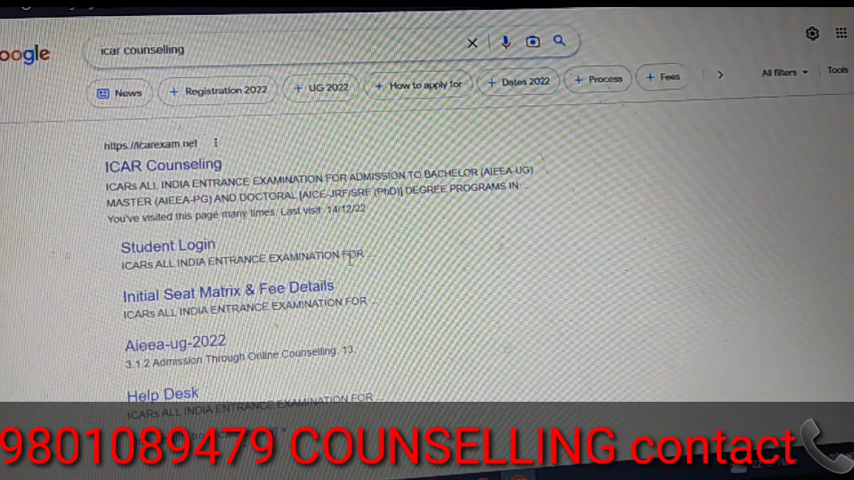 oogle
icar counselling
News
Registration 2022
UG 2022
How to apply for
Dates 2022
Process
Fees
All filters
Tools
https://icarexam.net
ICAR Counseling
ICARs ALL INDIA ENTRANCE EXAMINATION FOR ADMISSION TO BACHELOR (AIEEA-UG)
MASTER (AIEEA-PG) AND DOCTORAL [AICE-JRF/SRF (PhD)] DEGREE PROGRAMS IN: ..
You've visited this page many times. Last visit: 14/12/22
Student Login
ICARs ALL INDIA ENTRANCE EXAMINATION FOR ...
Initial Seat Matrix & Fee Details
ICARs ALL INDIA ENTRANCE EXAMINATION FOR ...
Aieea-ug-2022
3.1.2 Admission Through Online Counselling. 13.
Help Desk
ICARs ALL INDIA ENTRANCE EXAMINATION FOR ...
9801089479 COUNSELLING contact